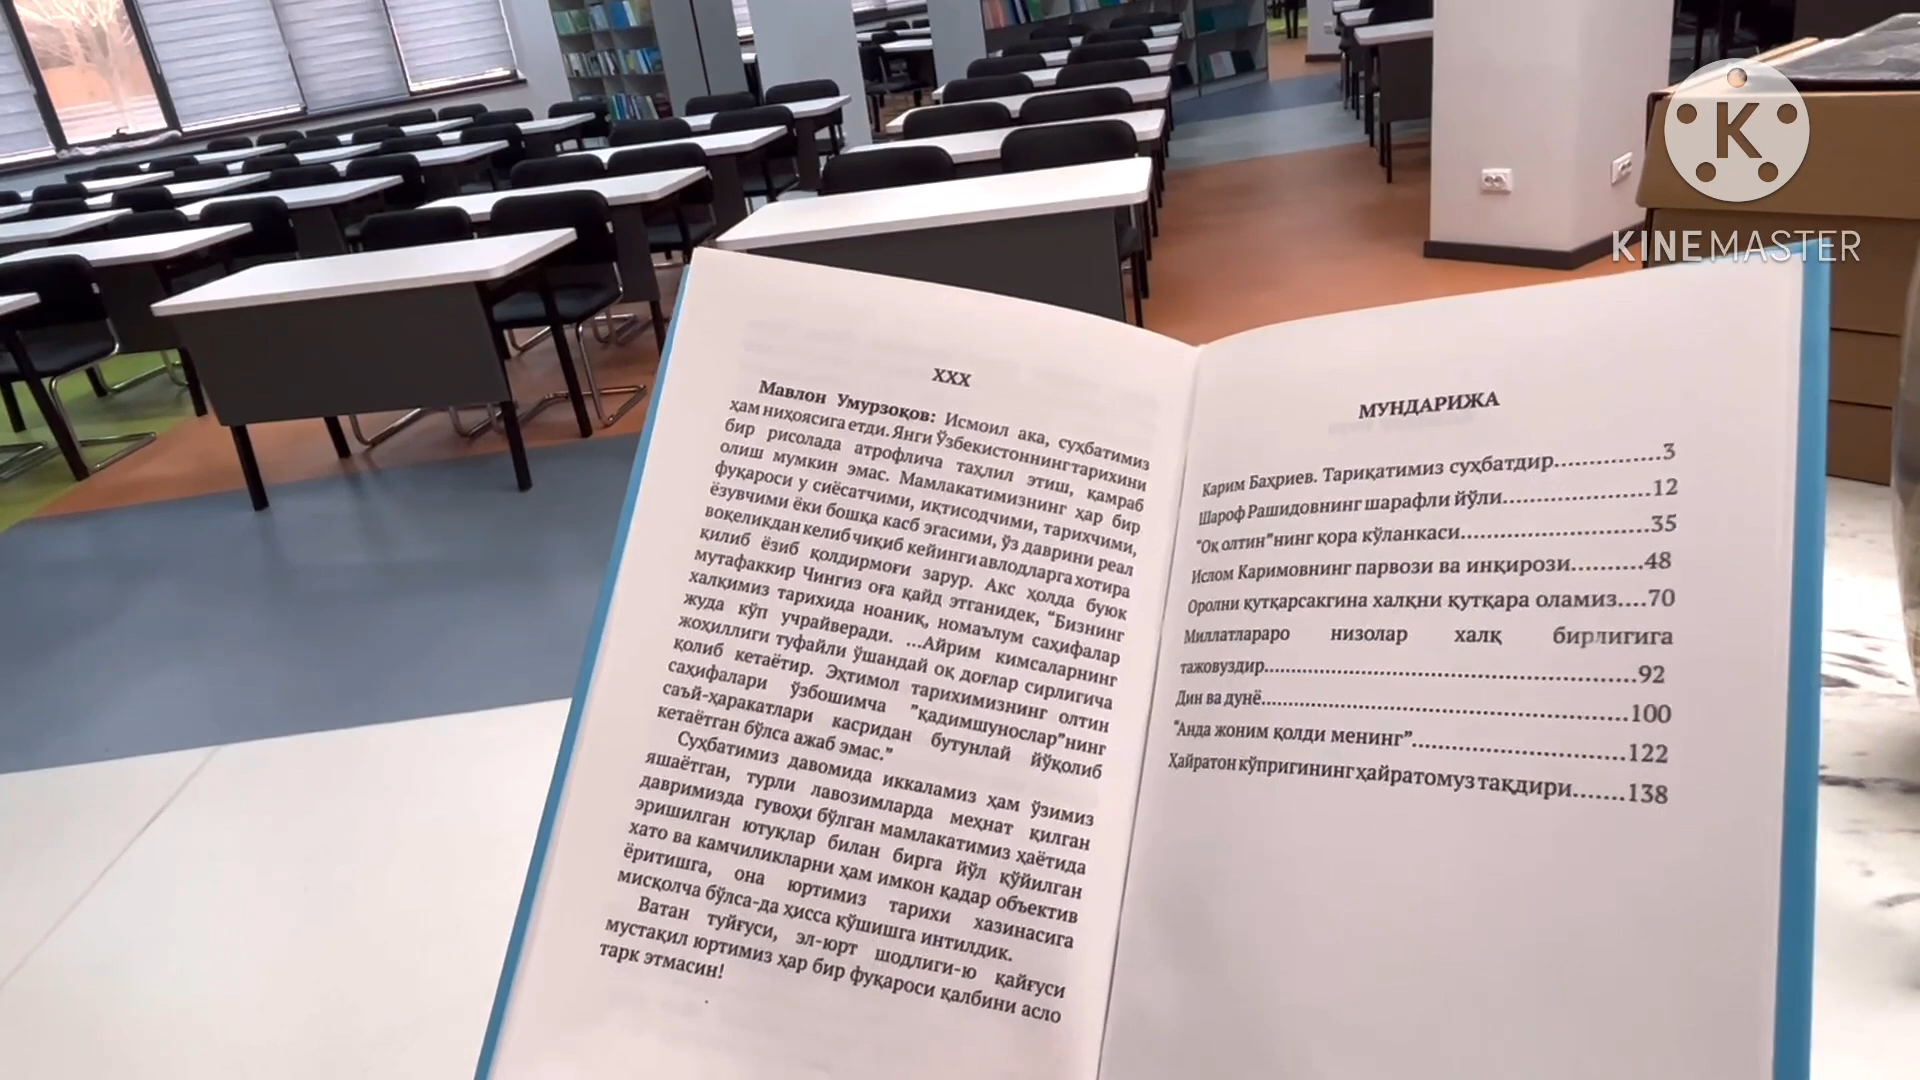 K
KINEMASTER
XXX
Мавлон Умурзоқов: Исмоил ака, суҳбатимиз
ҳам ниҳоясига етди. Янги Ўзбекистоннинг тарихини
бир рисолада атрофлича таҳлил этиш, қамраб
олиш мумкин эмас. Мамлакатимизнинг ҳар бир
фуқароси у сиёсатчими, иқтисодчими, тарихчими,
ёзувчими ёки бошқа касб эгасими, ўз даврини реал
воқеликдан келиб чиқиб кейинги авлодларга хотира
қилиб ёзиб қолдирмоғи зарур. Акс ҳолда буюк
мутафаккир Чингиз оға қайд этганидек, “Бизнинг
халқимиз тарихида ноаниқ, номаълум саҳифалар
жуда кўп учрайверади. ...Айрим кимсаларнинг
жоҳиллиги туфайли ўшандай оқ доғлар сирлигича
қолиб кетаётир. Эҳтимол тарихимизнинг олтин
саҳифалари ўзбошимча ”қадимшунослар”нинг
саъй-ҳаракатлари касридан бутунлай йўқолиб
кетаётган бўлса ажаб эмас.”
Суҳбатимиз давомида иккаламиз ҳам ўзимиз
яшаётган, турли лавозимларда меҳнат қилган
давримизда гувоҳи бўлган мамлакатимиз ҳаётида
эришилган ютуқлар билан бирга йўл қўйилган
хато ва камчиликларни ҳам имкон қадар объектив
ёритишга, она юртимиз тарихи хазинасига
мисқолча бўлса-да ҳисса қўшишга интилдик.
Ватан туйғуси, эл-юрт шодлиги-ю қайғуси
мустақил юртимиз ҳар бир фуқароси қалбини асло
тарк этмасин!
МУНДАРИЖА
Карим Баҳриев. Тариқатимиз суҳбатдир...............3
Шароф Рашидовнинг шарафли йўли.....................12
“Оқ олтин”нинг қора кўланкаси...........................35
Ислом Каримовнинг парвози ва инқирози..........48
Оролни қутқарсакгина халқни қутқара оламиз....70
Миллатлараро низолар халқ бирлигига
тажовуздир........................................................92
Дин ва дунё........................................................100
“Анда жоним қолди менинг”................................122
Ҳайратон кўпригининг ҳайратомуз тақдири.......138